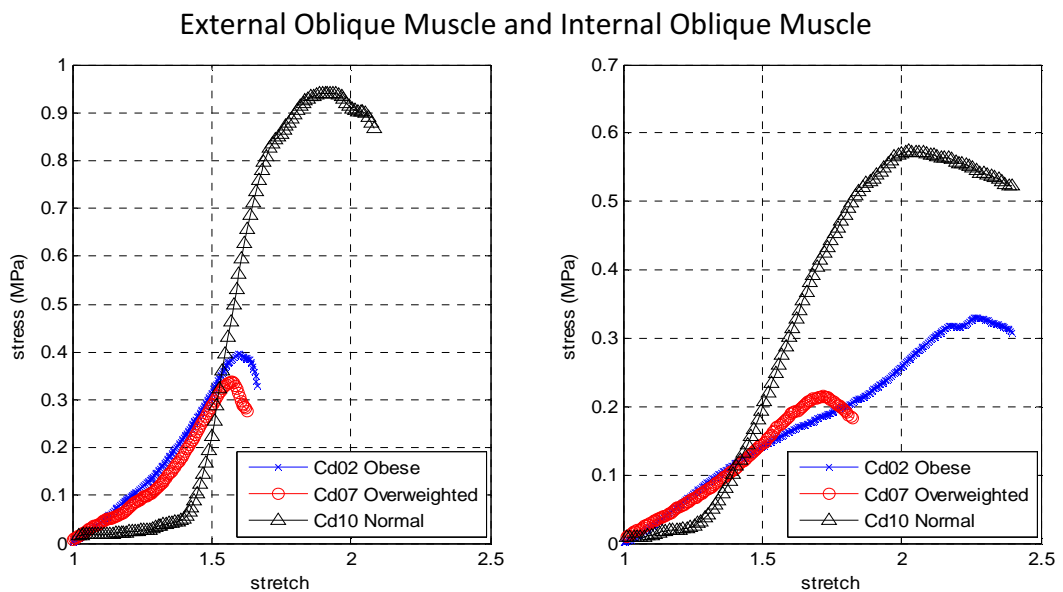 External Oblique Muscle and Internal Oblique Muscle
1
0.9
0.8
0.7
0.6
0.5
0.4
0.3
0.2
0.1
0
stress (MPa)
Cd02 Obese
Cd07 Overweighted
Cd10 Normal
1
1.5
2
2.5
stretch
0.7
0.6
0.5
0.4
0.3
0.2
0.1
0
stress (MPa)
Cd02 Obese
Cd07 Overweighted
Cd10 Normal
1
1.5
2
2.5
stretch